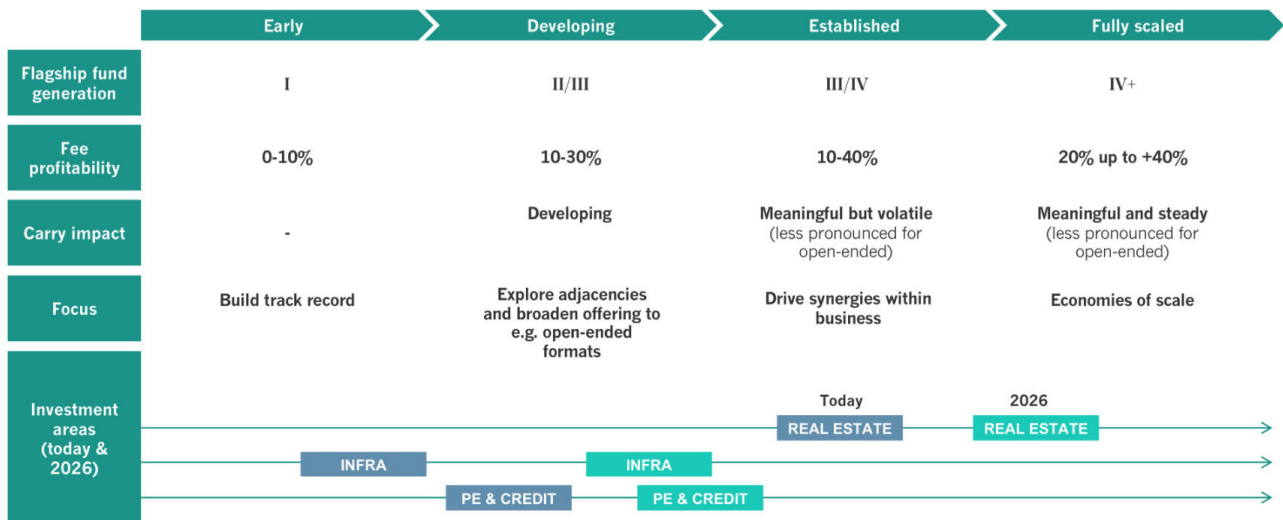 Early
Developing
Established
Fully scaled
Flagship fund
generation
I
II/III
III/IV
IV+
Fee
profitability
0-10%
10-30%
10-40%
20% up to +40%
Carry impact
-
Developing
Meaningful but volatile
(less pronounced for
open-ended)
Meaningful and steady
(less pronounced for
open-ended)
Focus
Build track record
Explore adjacencies
and broaden offering to
e.g. open-ended
formats
Drive synergies within
business
Economies of scale
Investment
areas
(today &
2026)
Today
2026
REAL ESTATE
REAL ESTATE
INFRA
INFRA
PE & CREDIT
PE & CREDIT